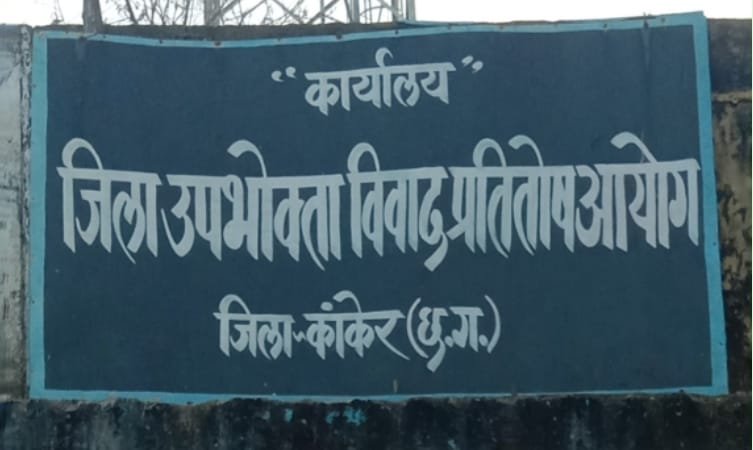 “कार्यालय”
जिला उपभोक्ता विवाद प्रतितोष आयोग
जिला-कांकेर (छ.ग.)